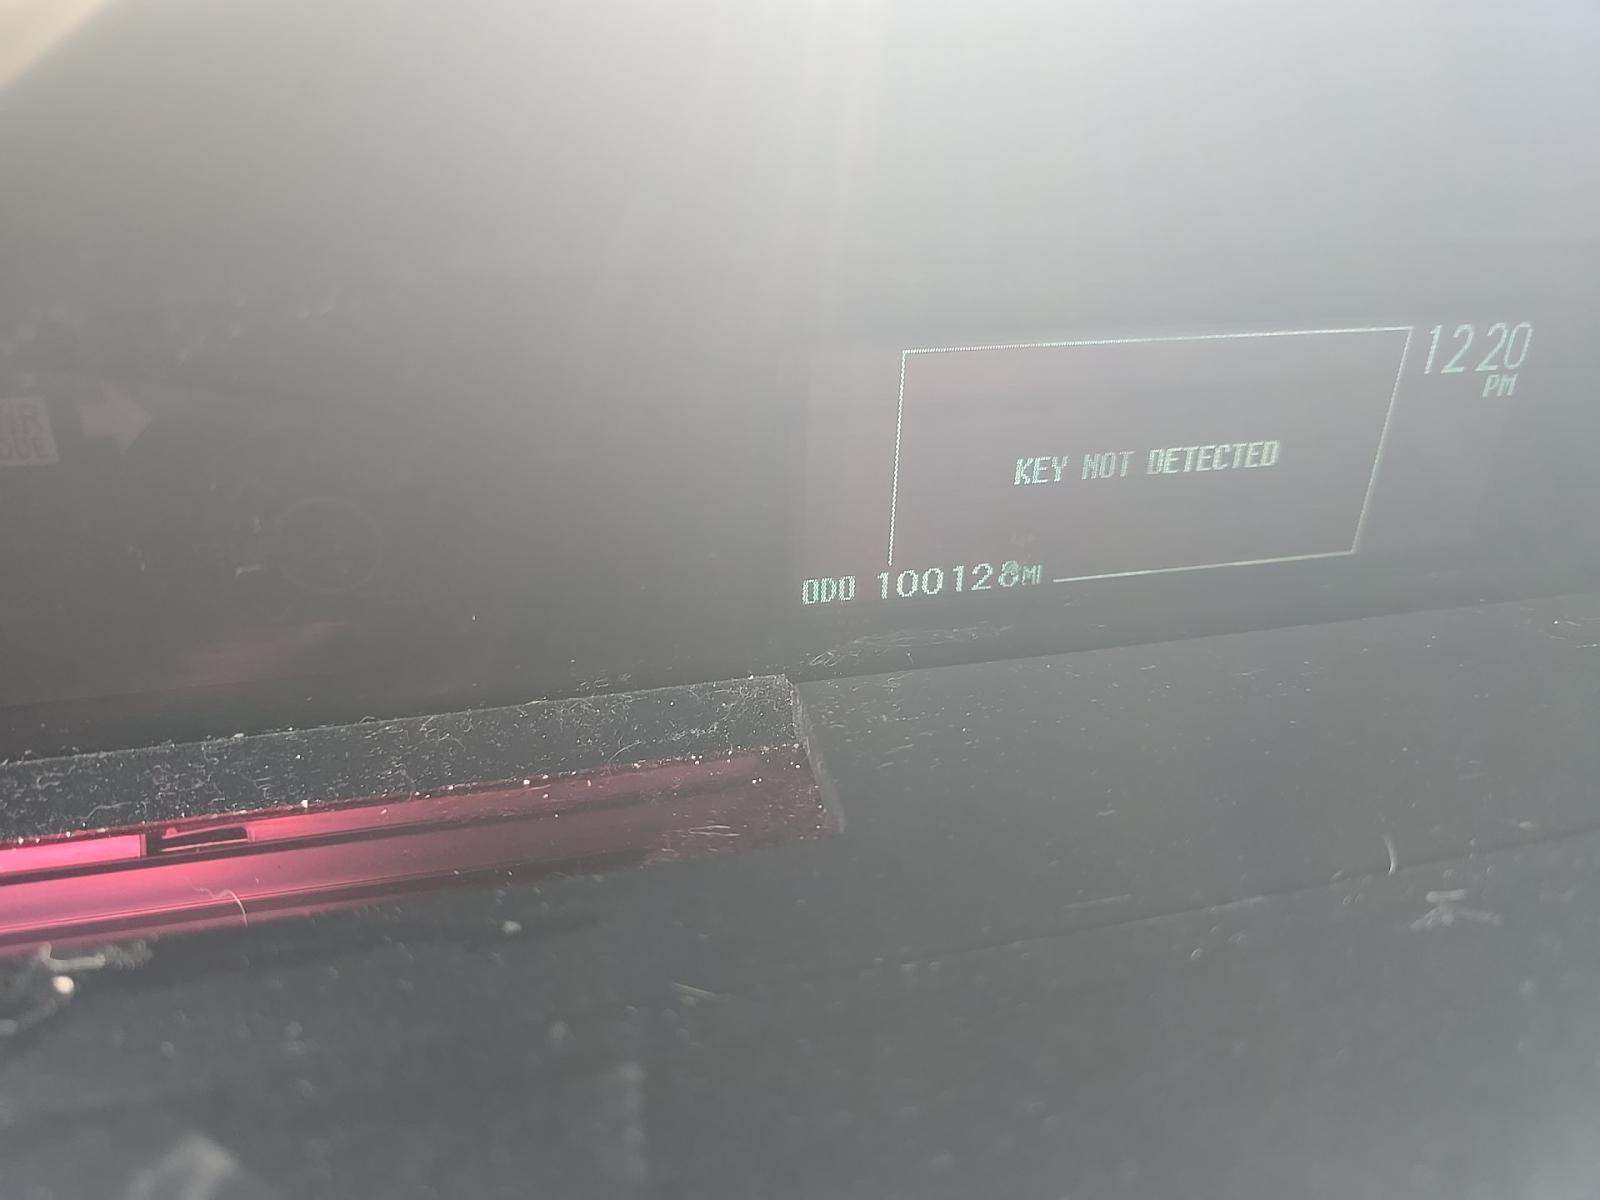 12 20
PM
KEY NOT DETECTED
ODO 100128MI